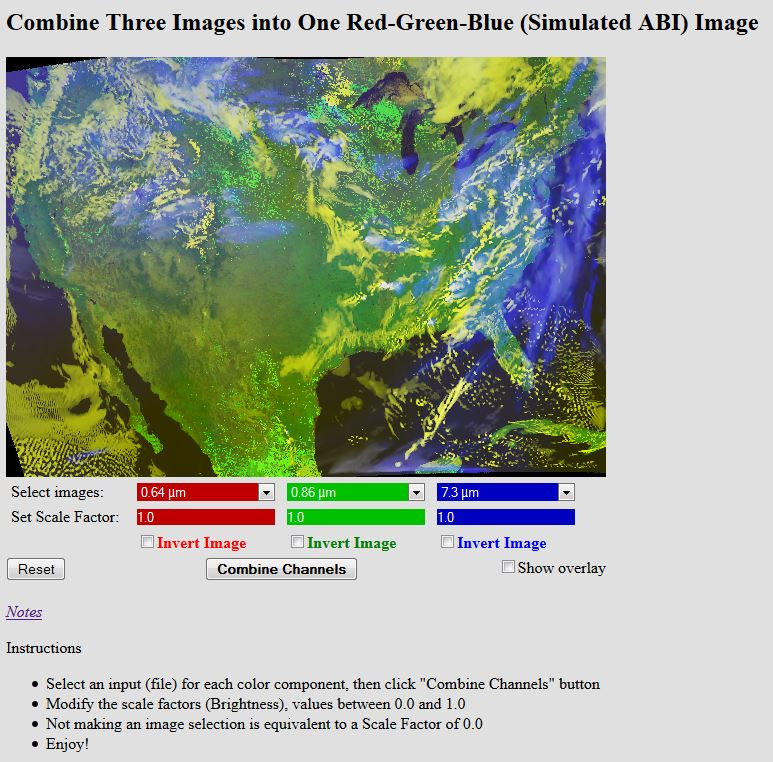 Combine Three Images into One Red-Green-Blue (Simulated ABI) Image
Select images: 0.64 µm 0.86 µm 7.3 µm
Set Scale Factor: 1.0 1.0 1.0
Invert Image Invert Image Invert Image
Reset Combine Channels Show overlay
Notes
Instructions
• Select an input (file) for each color component, then click "Combine Channels" button
• Modify the scale factors (Brightness), values between 0.0 and 1.0
• Not making an image selection is equivalent to a Scale Factor of 0.0
• Enjoy!